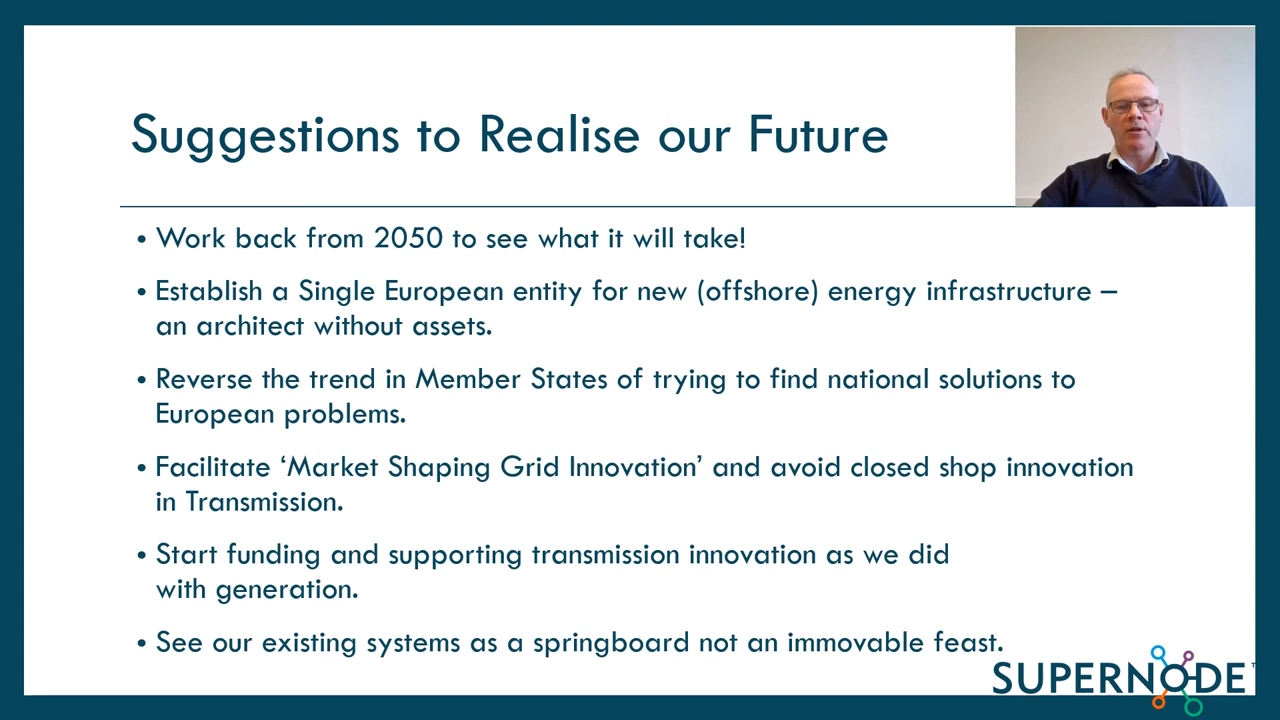 Suggestions to Realise our Future
• Work back from 2050 to see what it will take!
• Establish a Single European entity for new (offshore) energy infrastructure –
an architect without assets.
• Reverse the trend in Member States of trying to find national solutions to
European problems.
• Facilitate ‘Market Shaping Grid Innovation’ and avoid closed shop innovation
in Transmission.
• Start funding and supporting transmission innovation as we did
with generation.
• See our existing systems as a springboard not an immovable feast.
SUPERNODE™